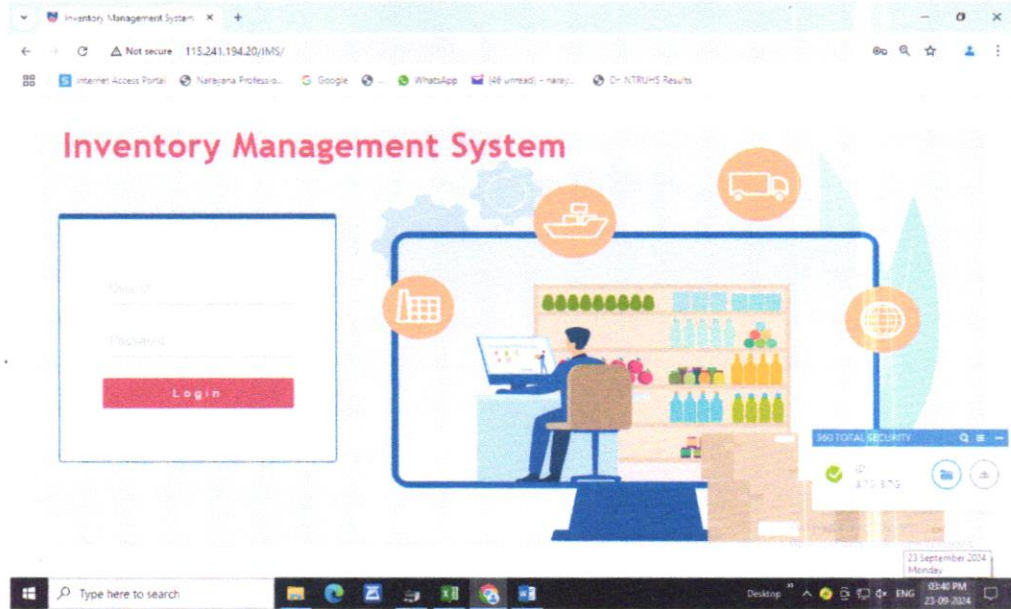 Inventory Management System
Not secure 115.241.194.20/IMS/
Internet Access Portal Narayana Professio... Google WhatsApp (46 unread) - naray... Dr. NTRUHS Results
Inventory Management System
User id
Password
Login
360 TOTAL SECURITY
23 September 2024
Monday
Type here to search
Desktop
ENG
03:40 PM
23-09-2024